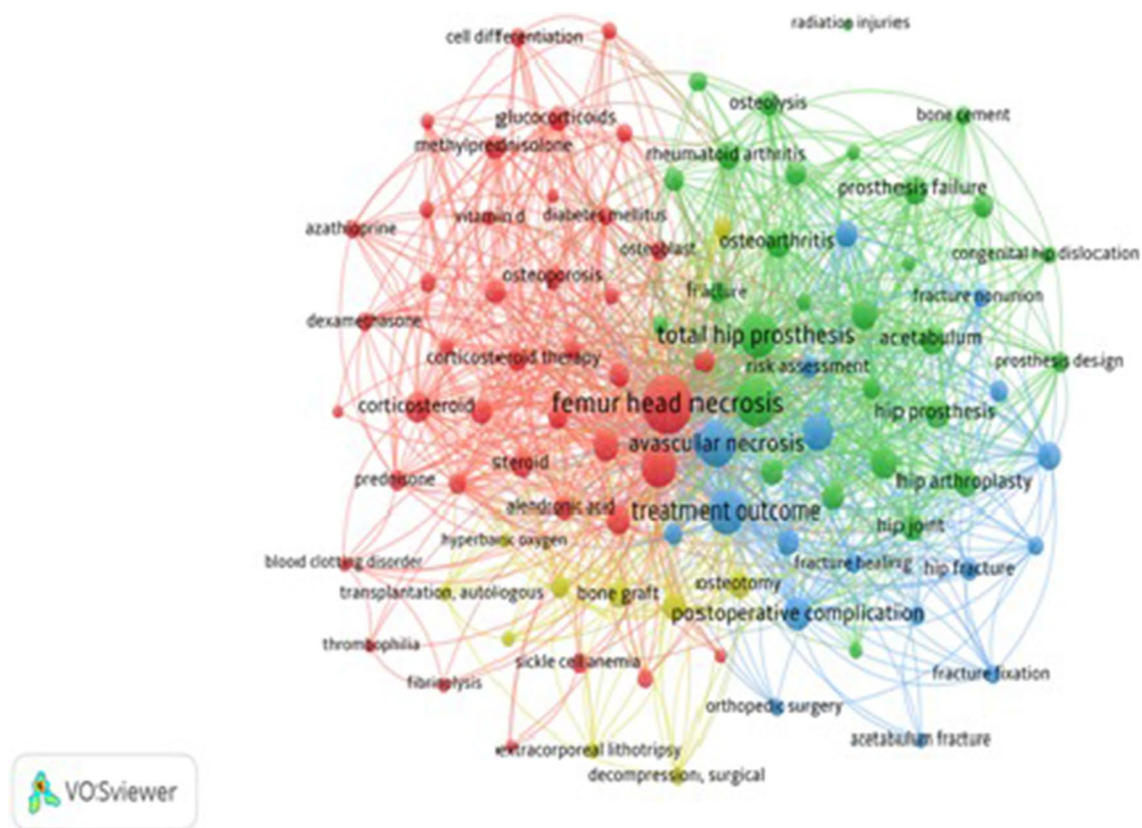 radiation injuries
cell differentiation
osteolysis
bone cement
glucocorticoids
methylprednisolone
rheumatoid arthritis
prosthesis failure
vitamin d
diabetes mellitus
azathioprine
osteoblast
osteoarthritis
congenital hip dislocation
osteoporosis
fracture
fracture nonunion
dexamethasone
total hip prosthesis
acetabulum
corticosteroid therapy
risk assessment
prosthesis design
femur head necrosis
corticosteroid
hip prosthesis
avascular necrosis
steroid
prednisone
hip arthroplasty
alendronic acid
treatment outcome
hip joint
hyperbaric oxygen
blood clotting disorder
fracture healing
hip fracture
transplantation, autologous
bone graft
osteotomy
postoperative complication
thrombophilia
sickle cell anemia
fibrinolysis
fracture fixation
orthopedic surgery
extracorporeal lithotripsy
acetabulum fracture
decompression, surgical
VOSviewer